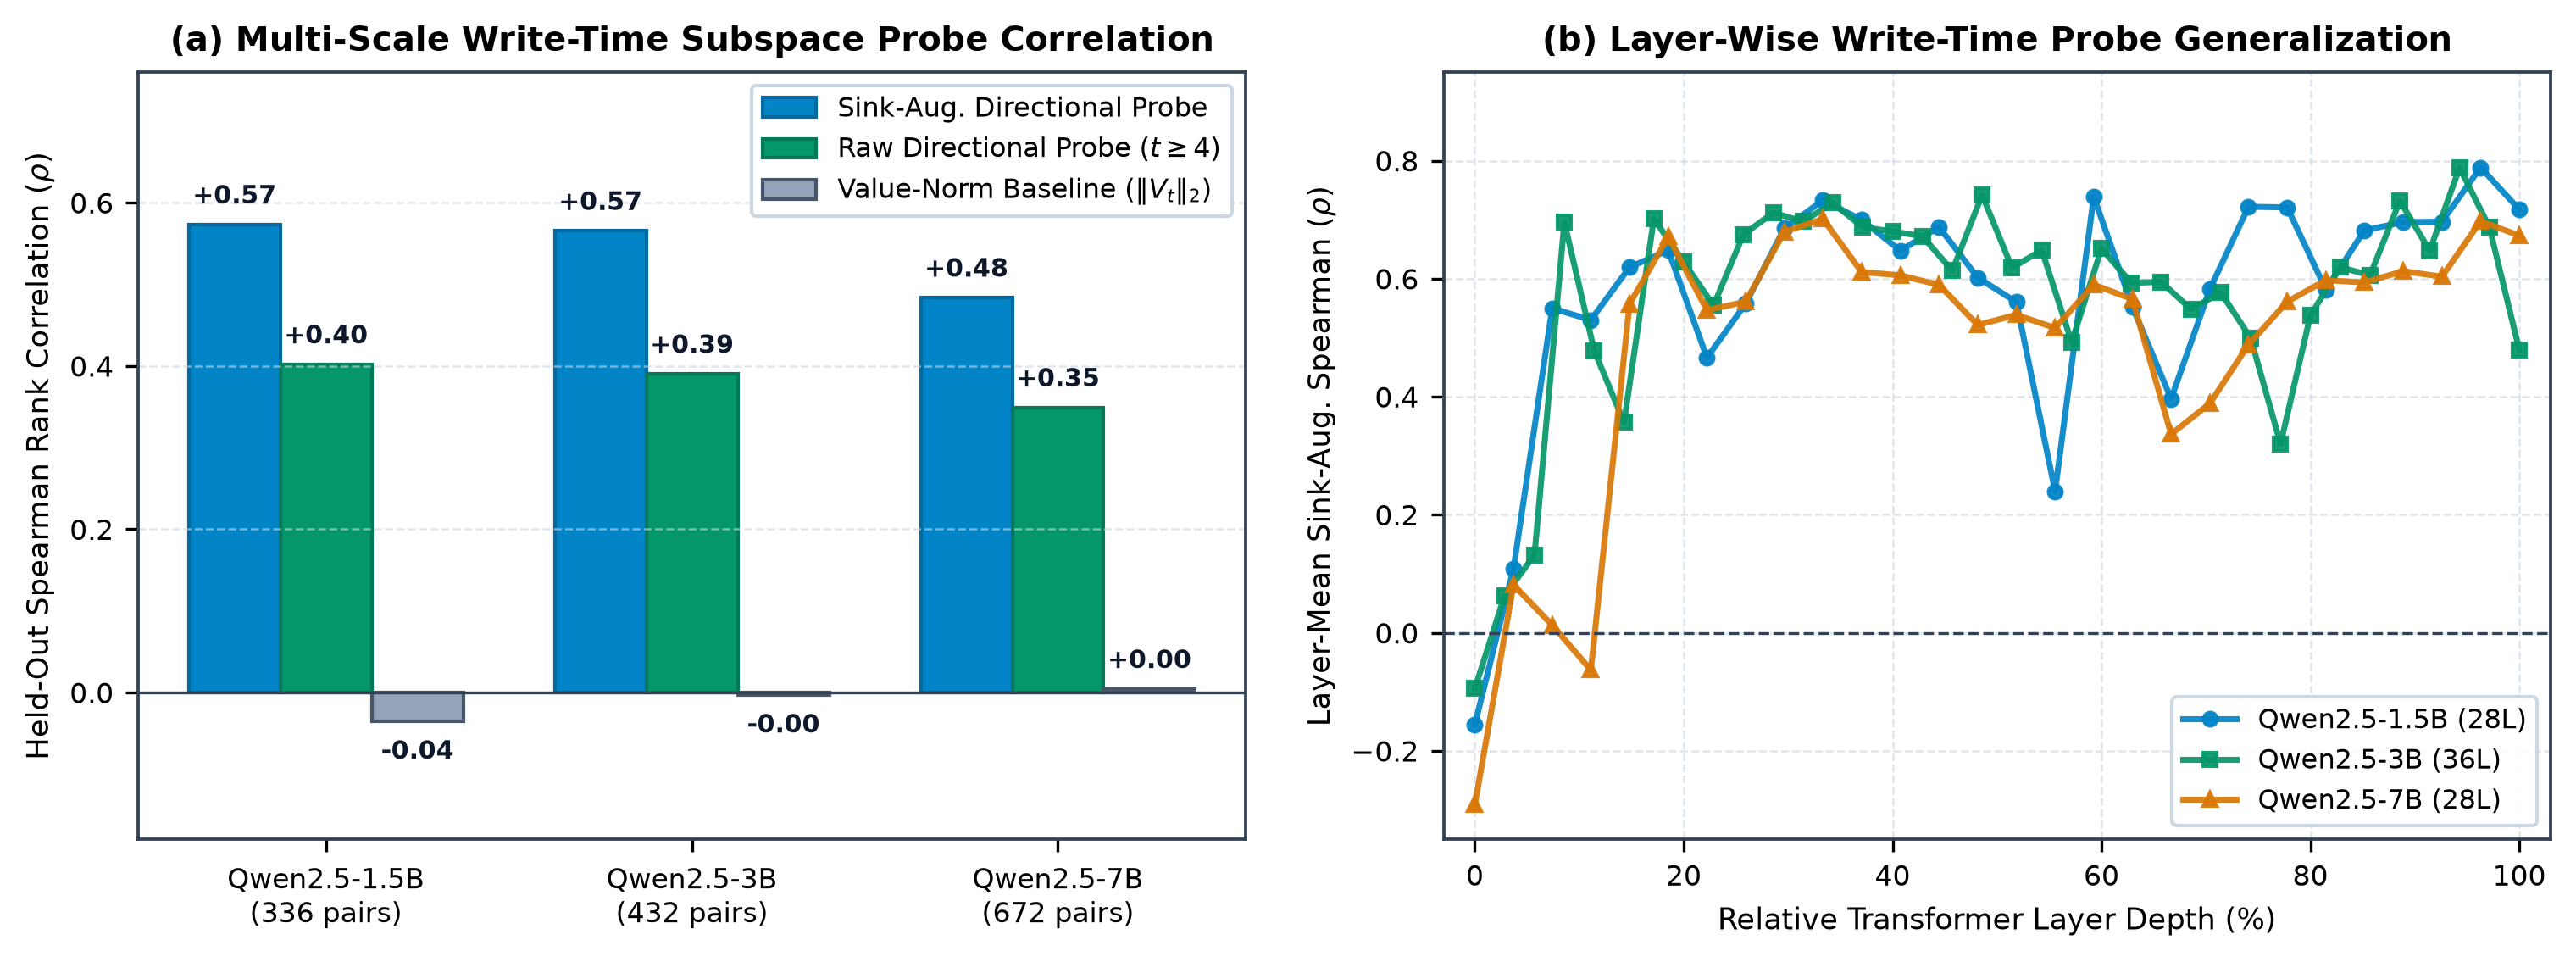 (a) Multi-Scale Write-Time Subspace Probe Correlation
Held-Out Spearman Rank Correlation (ρ)
0.6
0.4
0.2
0.0
Sink-Aug. Directional Probe
Raw Directional Probe (t ≥ 4)
Value-Norm Baseline (‖Vₜ‖₂)
+0.57
+0.40
-0.04
+0.57
+0.39
-0.00
+0.48
+0.35
+0.00
Qwen2.5-1.5B
(336 pairs)
Qwen2.5-3B
(432 pairs)
Qwen2.5-7B
(672 pairs)
(b) Layer-Wise Write-Time Probe Generalization
Layer-Mean Sink-Aug. Spearman (ρ)
0.8
0.6
0.4
0.2
0.0
−0.2
Qwen2.5-1.5B (28L)
Qwen2.5-3B (36L)
Qwen2.5-7B (28L)
0
20
40
60
80
100
Relative Transformer Layer Depth (%)